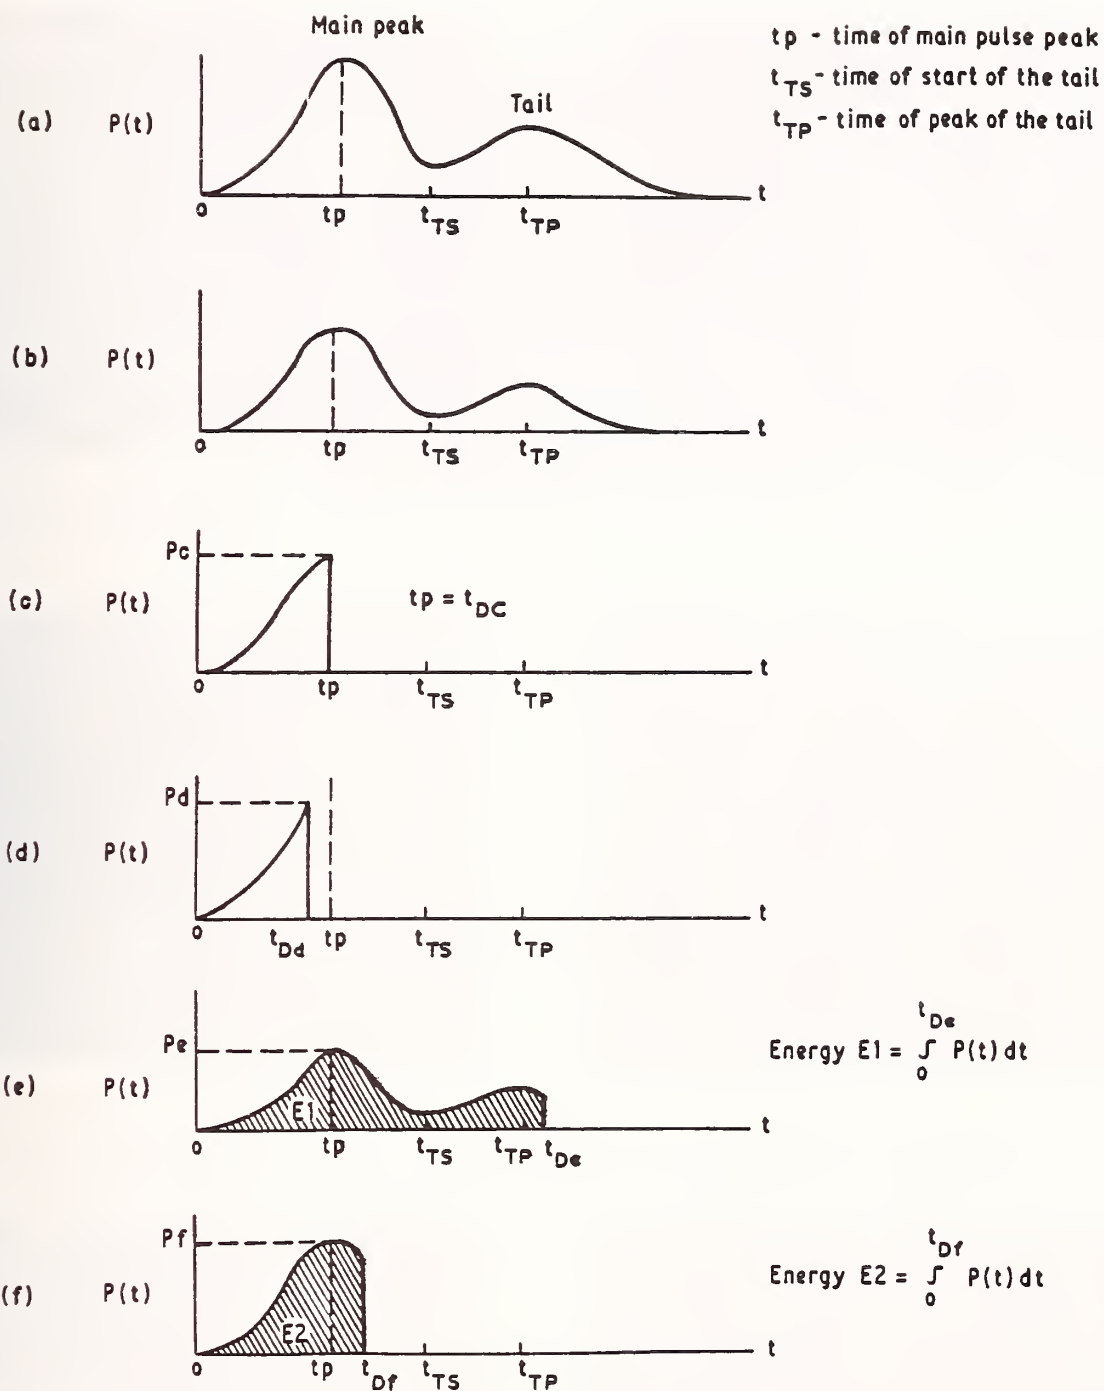 Main peak
tp - time of main pulse peak
tTS - time of start of the tail
tTP - time of peak of the tail
(a) P(t)
Tail
t
o tp tTS tTP
(b) P(t)
t
o tp tTS tTP
Pc
(c) P(t)
tp = tDC
t
o tp tTS tTP
Pd
(d) P(t)
t
o tDd tp tTS tTP
Pe
(e) P(t)
E1
Energy E1 = ∫ P(t) dt
tDe
o
t
o tp tTS tTP tDe
Pf
(f) P(t)
E2
Energy E2 = ∫ P(t) dt
tDf
o
t
o tp tDf tTS tTP